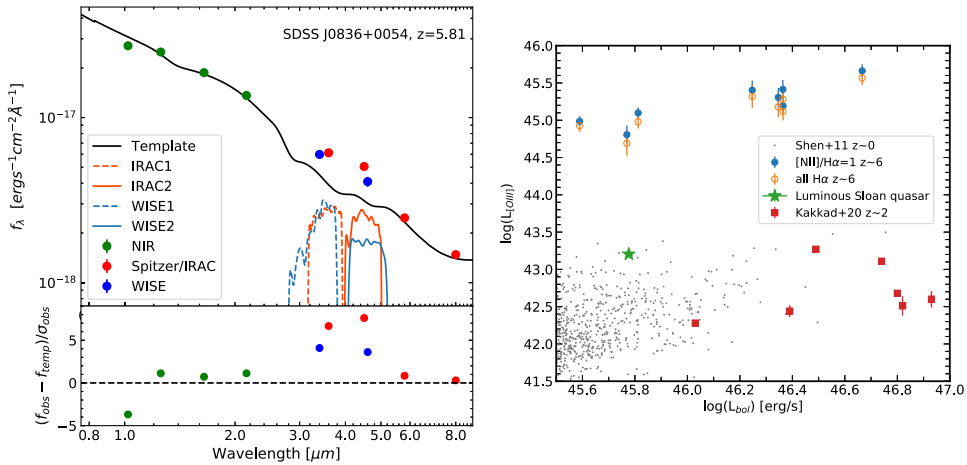 SDSS J0836+0054, z=5.81
f_λ [ergs⁻¹cm⁻²Å⁻¹]
10⁻¹⁷
10⁻¹⁸
Template
IRAC1
IRAC2
WISE1
WISE2
NIR
Spitzer/IRAC
WISE
(f_obs − f_temp)/σ_obs
5
0
−5
0.8 1.0 2.0 3.0 4.0 6.0 8.0
Wavelength [μm]
log(L_[OIII])
46.0
45.5
45.0
44.5
44.0
43.5
43.0
42.5
42.0
41.5
Shen+11 z~0
[NII]/Hα=1 z~6
all Hα z~6
Luminous Sloan quasar
Kakkad+20 z~2
45.6 45.8 46.0 46.2 46.4 46.6 46.8 47.0
log(L_bol) [erg/s]